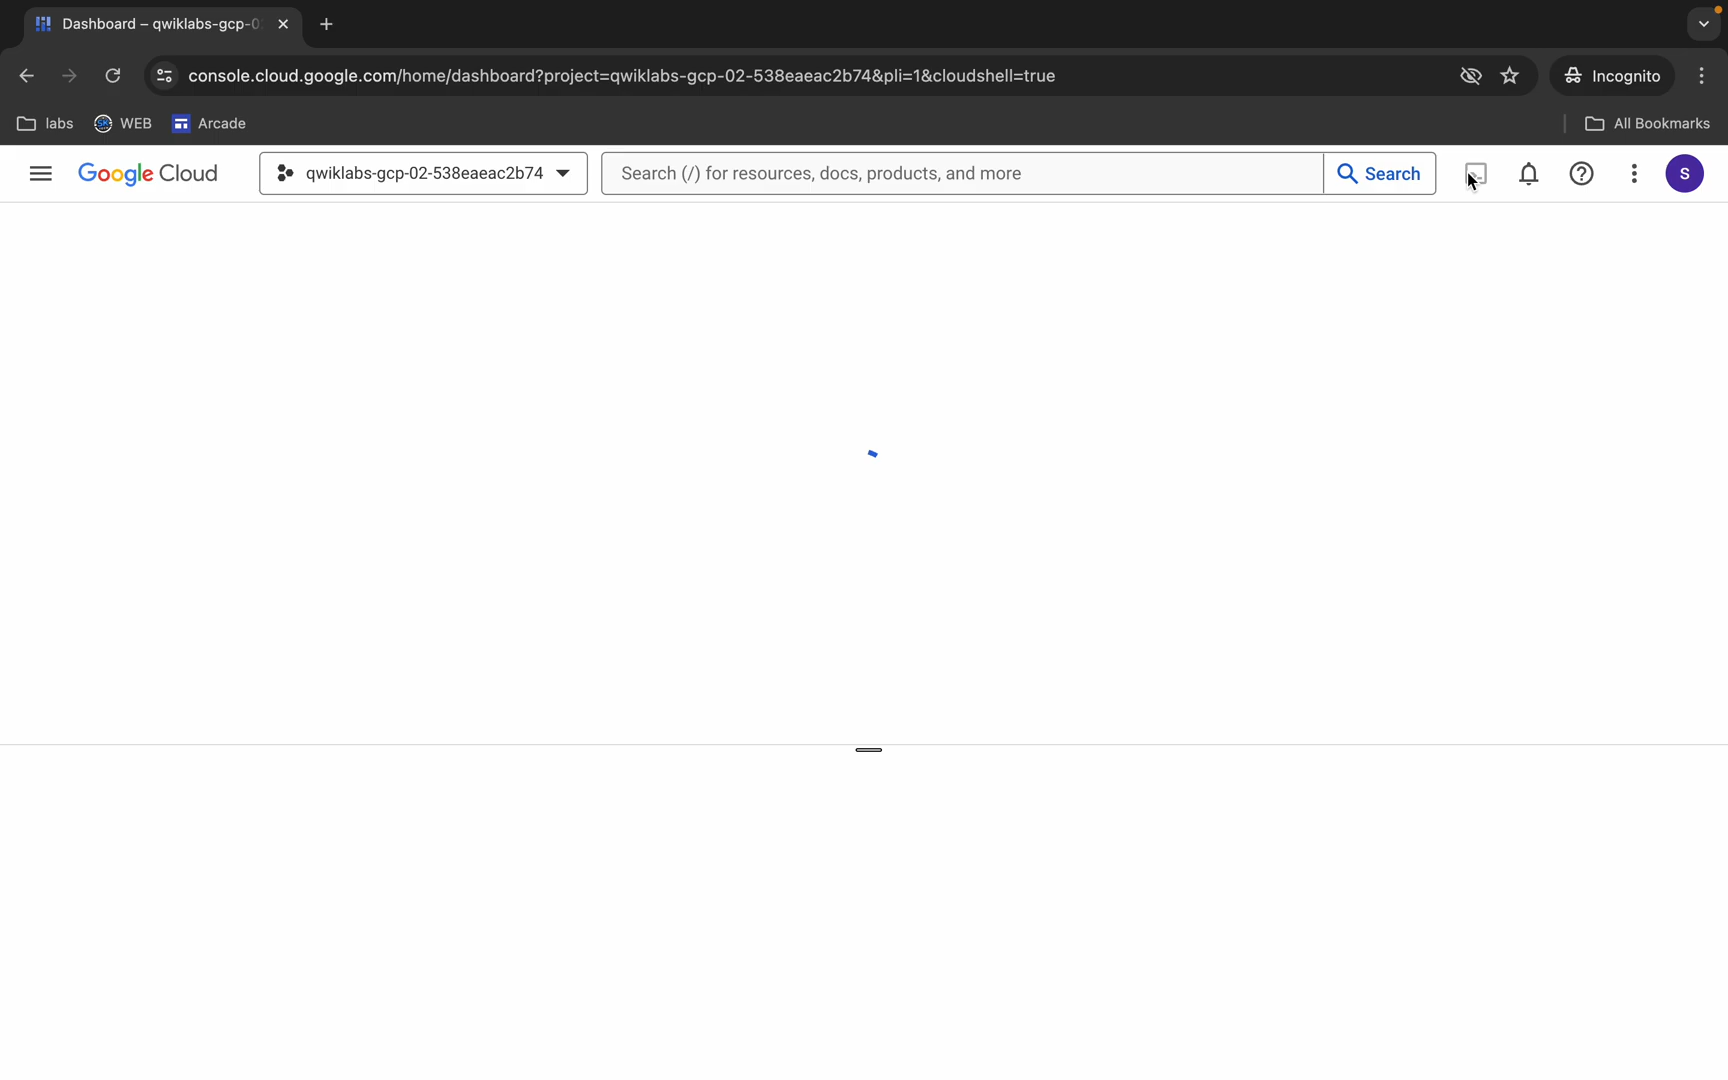 Dashboard – qwiklabs-gcp-0
console.cloud.google.com/home/dashboard?project=qwiklabs-gcp-02-538eaeac2b74&pli=1&cloudshell=true
Incognito
labs
WEB
Arcade
All Bookmarks
Google Cloud
qwiklabs-gcp-02-538eaeac2b74
Search (/) for resources, docs, products, and more
Search
S